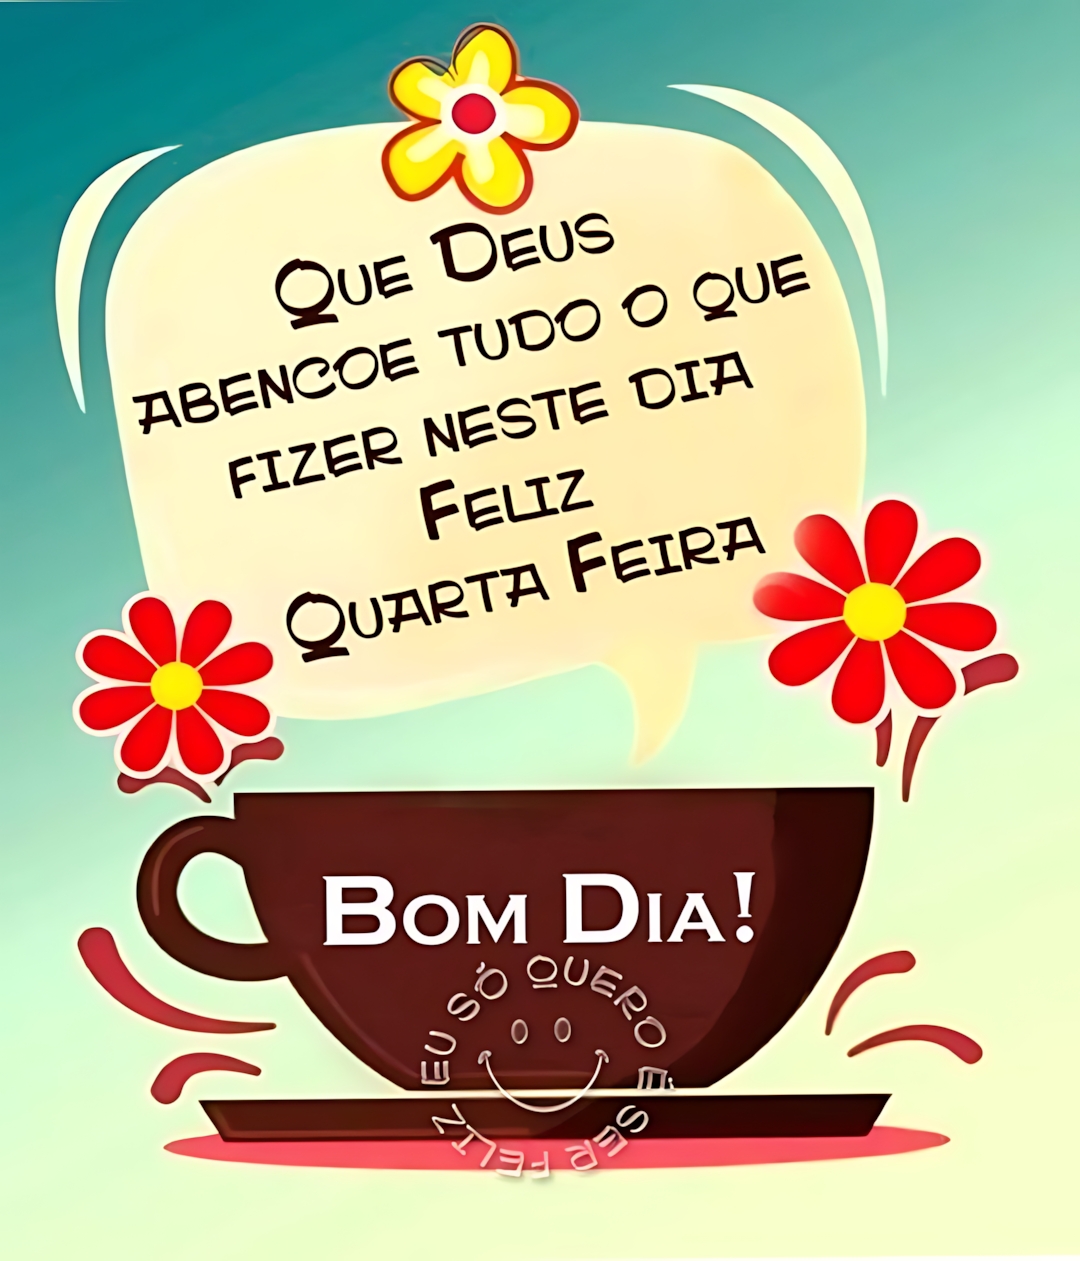 Que Deus
abencoe tudo o que
fizer neste dia
Feliz
Quarta Feira
Bom Dia!
EU SÓ QUERO É SER FELIZ